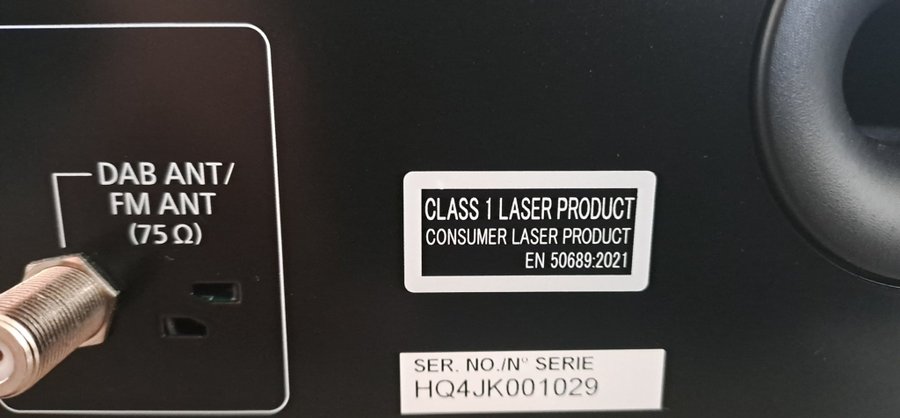 DAB ANT/
FM ANT
(75 Ω)
CLASS 1 LASER PRODUCT
CONSUMER LASER PRODUCT
EN 50689:2021
SER. NO./N° SERIE
HQ4JK001029